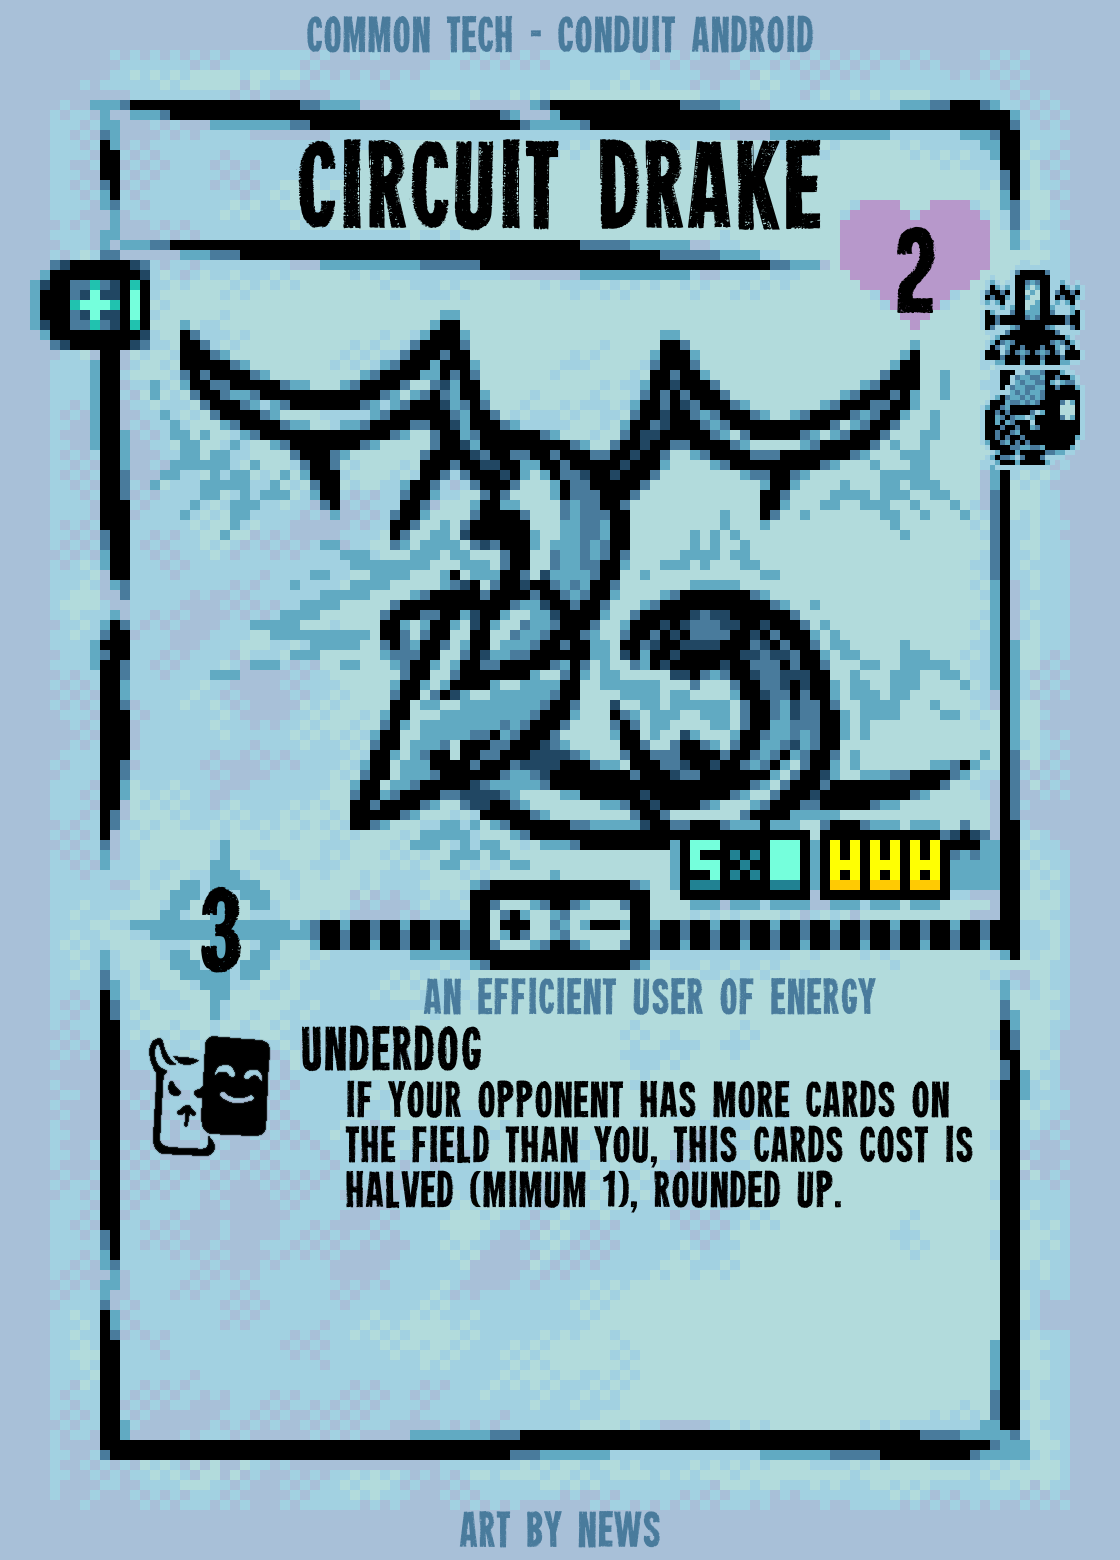 COMMON TECH - CONDUIT ANDROID
CIRCUIT DRAKE
2
5x
3
AN EFFICIENT USER OF ENERGY
UNDERDOG
IF YOUR OPPONENT HAS MORE CARDS ON
THE FIELD THAN YOU, THIS CARDS COST IS
HALVED (MIMUM 1), ROUNDED UP.
ART BY NEWS